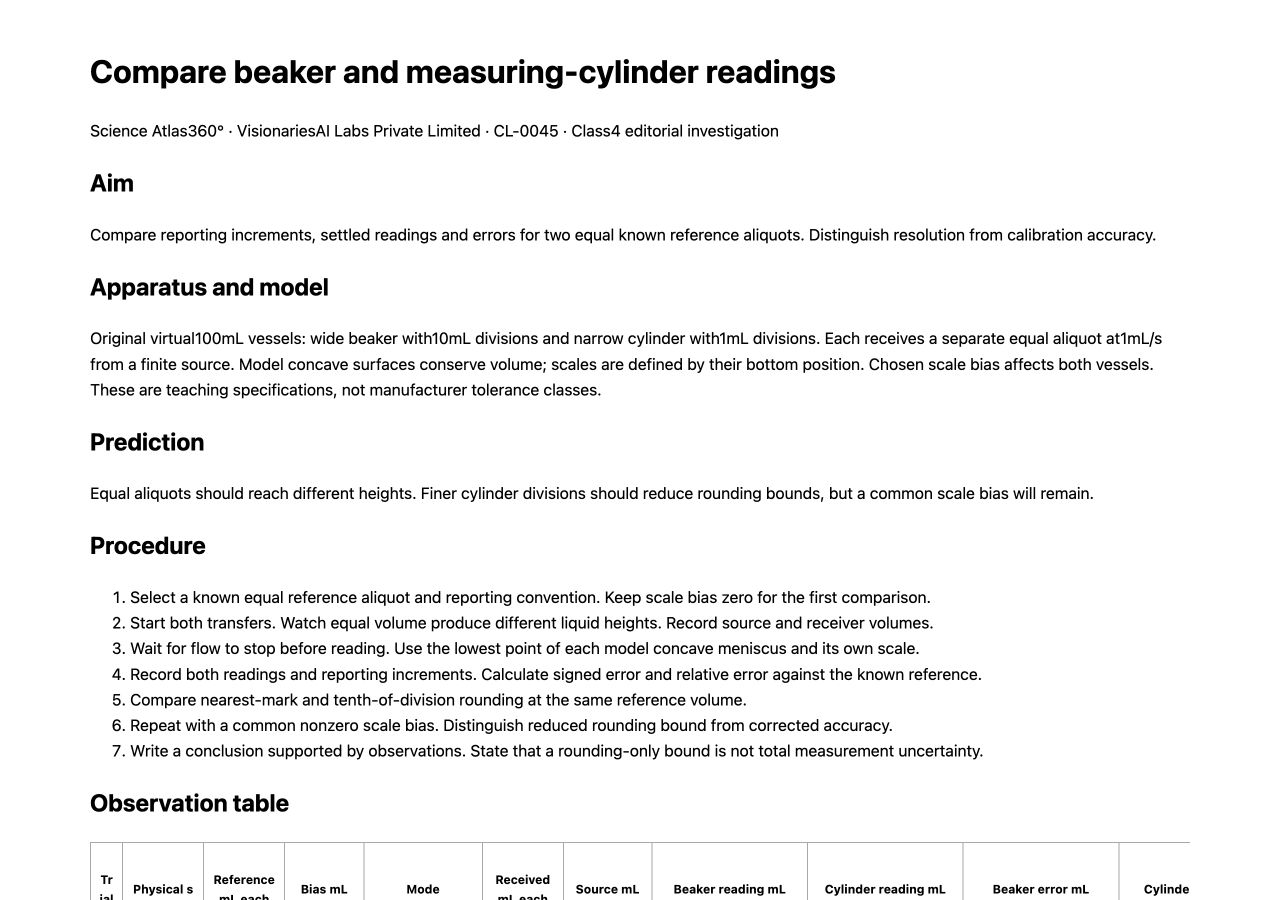 Compare beaker and measuring-cylinder readings
Science Atlas360° · VisionariesAI Labs Private Limited · CL-0045 · Class4 editorial investigation
Aim
Compare reporting increments, settled readings and errors for two equal known reference aliquots. Distinguish resolution from calibration accuracy.
Apparatus and model
Original virtual100mL vessels: wide beaker with10mL divisions and narrow cylinder with1mL divisions. Each receives a separate equal aliquot at1mL/s
from a finite source. Model concave surfaces conserve volume; scales are defined by their bottom position. Chosen scale bias affects both vessels.
These are teaching specifications, not manufacturer tolerance classes.
Prediction
Equal aliquots should reach different heights. Finer cylinder divisions should reduce rounding bounds, but a common scale bias will remain.
Procedure
1. Select a known equal reference aliquot and reporting convention. Keep scale bias zero for the first comparison.
2. Start both transfers. Watch equal volume produce different liquid heights. Record source and receiver volumes.
3. Wait for flow to stop before reading. Use the lowest point of each model concave meniscus and its own scale.
4. Record both readings and reporting increments. Calculate signed error and relative error against the known reference.
5. Compare nearest-mark and tenth-of-division rounding at the same reference volume.
6. Repeat with a common nonzero scale bias. Distinguish reduced rounding bound from corrected accuracy.
7. Write a conclusion supported by observations. State that a rounding-only bound is not total measurement uncertainty.
Observation table
Tr Physical s Reference Bias mL Mode Received Source mL Beaker reading mL Cylinder reading mL Beaker error mL Cylinde
ial mL each mL each